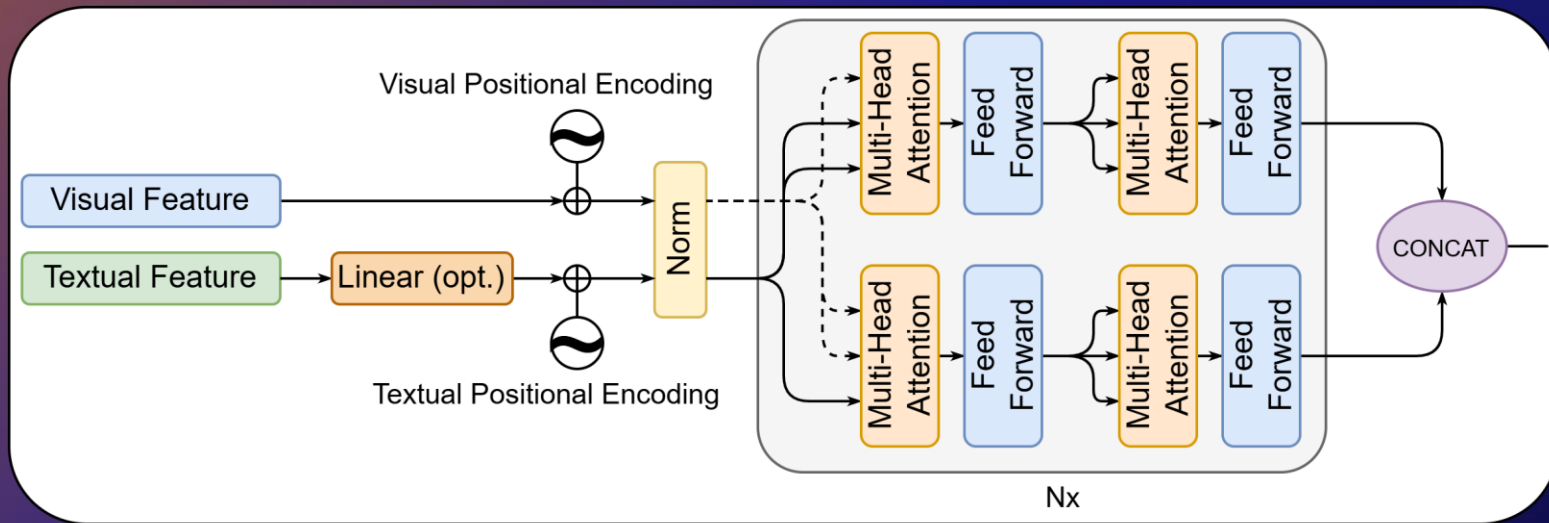 Visual Positional Encoding
Visual Feature
Textual Feature
Linear (opt.)
Textual Positional Encoding
Norm
Multi-Head
Attention
Feed
Forward
Multi-Head
Attention
Feed
Forward
Multi-Head
Attention
Feed
Forward
Multi-Head
Attention
Feed
Forward
CONCAT
Nx